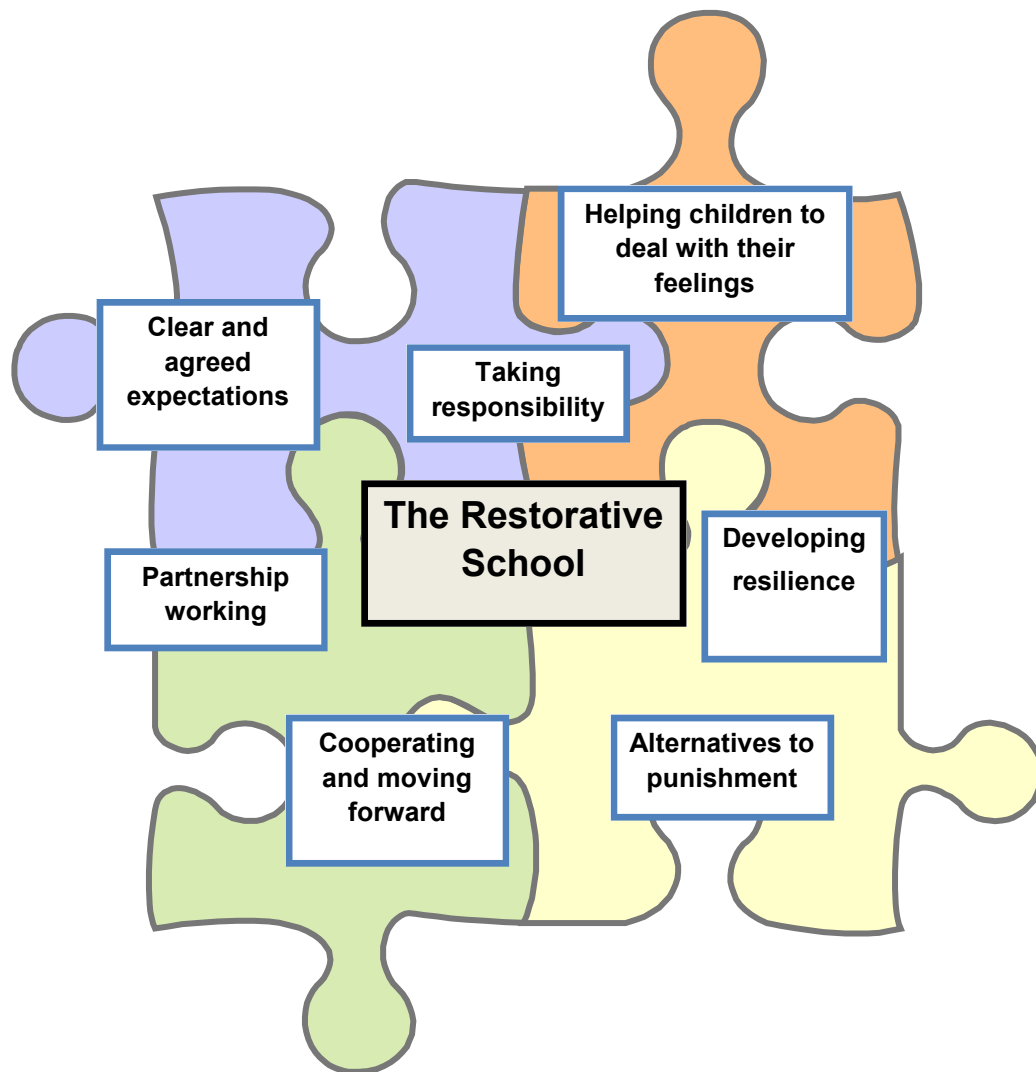 Helping children to
deal with their
feelings
Clear and
agreed
expectations
Taking
responsibility
The Restorative
School
Developing
resilience
Partnership
working
Cooperating
and moving
forward
Alternatives to
punishment